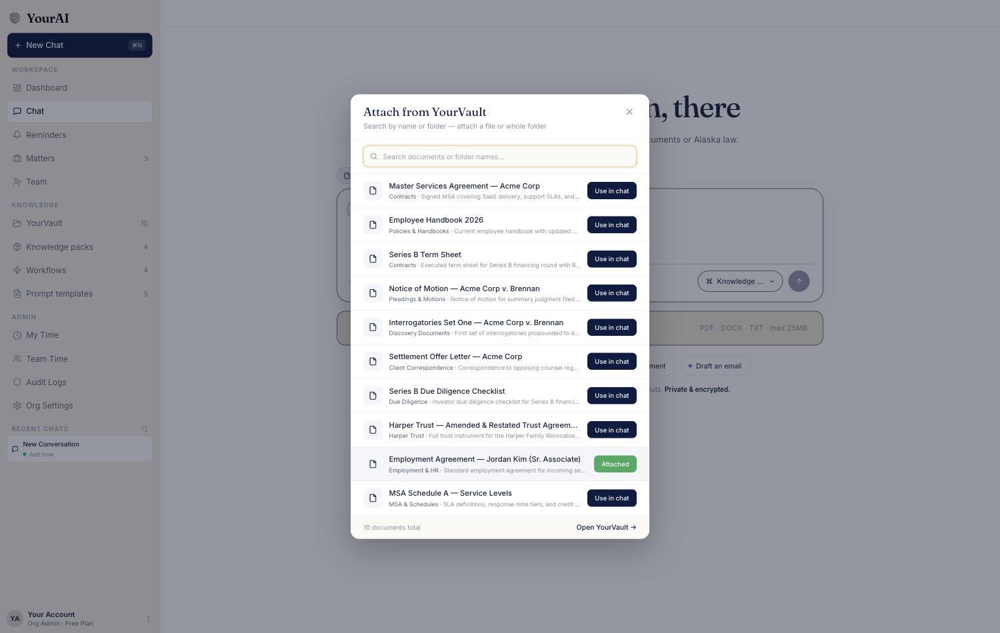 YourAI
New Chat
⌘N
WORKSPACE
Dashboard
Chat
Reminders
Matters 3
Team
KNOWLEDGE
YourVault 10
Knowledge packs 4
Workflows 4
Prompt templates 5
ADMIN
My Time
Team Time
Audit Logs
Org Settings
RECENT CHATS
New Conversation
Just now
YA
Your Account
Org Admin · Free Plan
there
or Alaska law.
⌘ Knowledge ...
PDF · DOCX · TXT · max 25MB
Draft an email
Private & encrypted.
Attach from YourVault
Search by name or folder — attach a file or whole folder
Search documents or folder names...
Master Services Agreement — Acme Corp
Contracts · Signed MSA covering SaaS delivery, support SLAs, and...
Use in chat
Employee Handbook 2026
Policies & Handbooks · Current employee handbook with updated ...
Use in chat
Series B Term Sheet
Contracts · Executed term sheet for Series B financing round with R...
Use in chat
Notice of Motion — Acme Corp v. Brennan
Pleadings & Motions · Notice of motion for summary judgment filed...
Use in chat
Interrogatories Set One — Acme Corp v. Brennan
Discovery Documents · First set of interrogatories propounded to d...
Use in chat
Settlement Offer Letter — Acme Corp
Client Correspondence · Correspondence to opposing counsel reg...
Use in chat
Series B Due Diligence Checklist
Due Diligence · Investor due diligence checklist for Series B financi...
Use in chat
Harper Trust — Amended & Restated Trust Agreem...
Harper Trust · Full trust instrument for the Harper Family Revocable...
Use in chat
Employment Agreement — Jordan Kim (Sr. Associate)
Employment & HR · Standard employment agreement for incoming se...
Attached
MSA Schedule A — Service Levels
MSA & Schedules · SLA definitions, response-time tiers, and credit ...
Use in chat
10 documents total
Open YourVault →